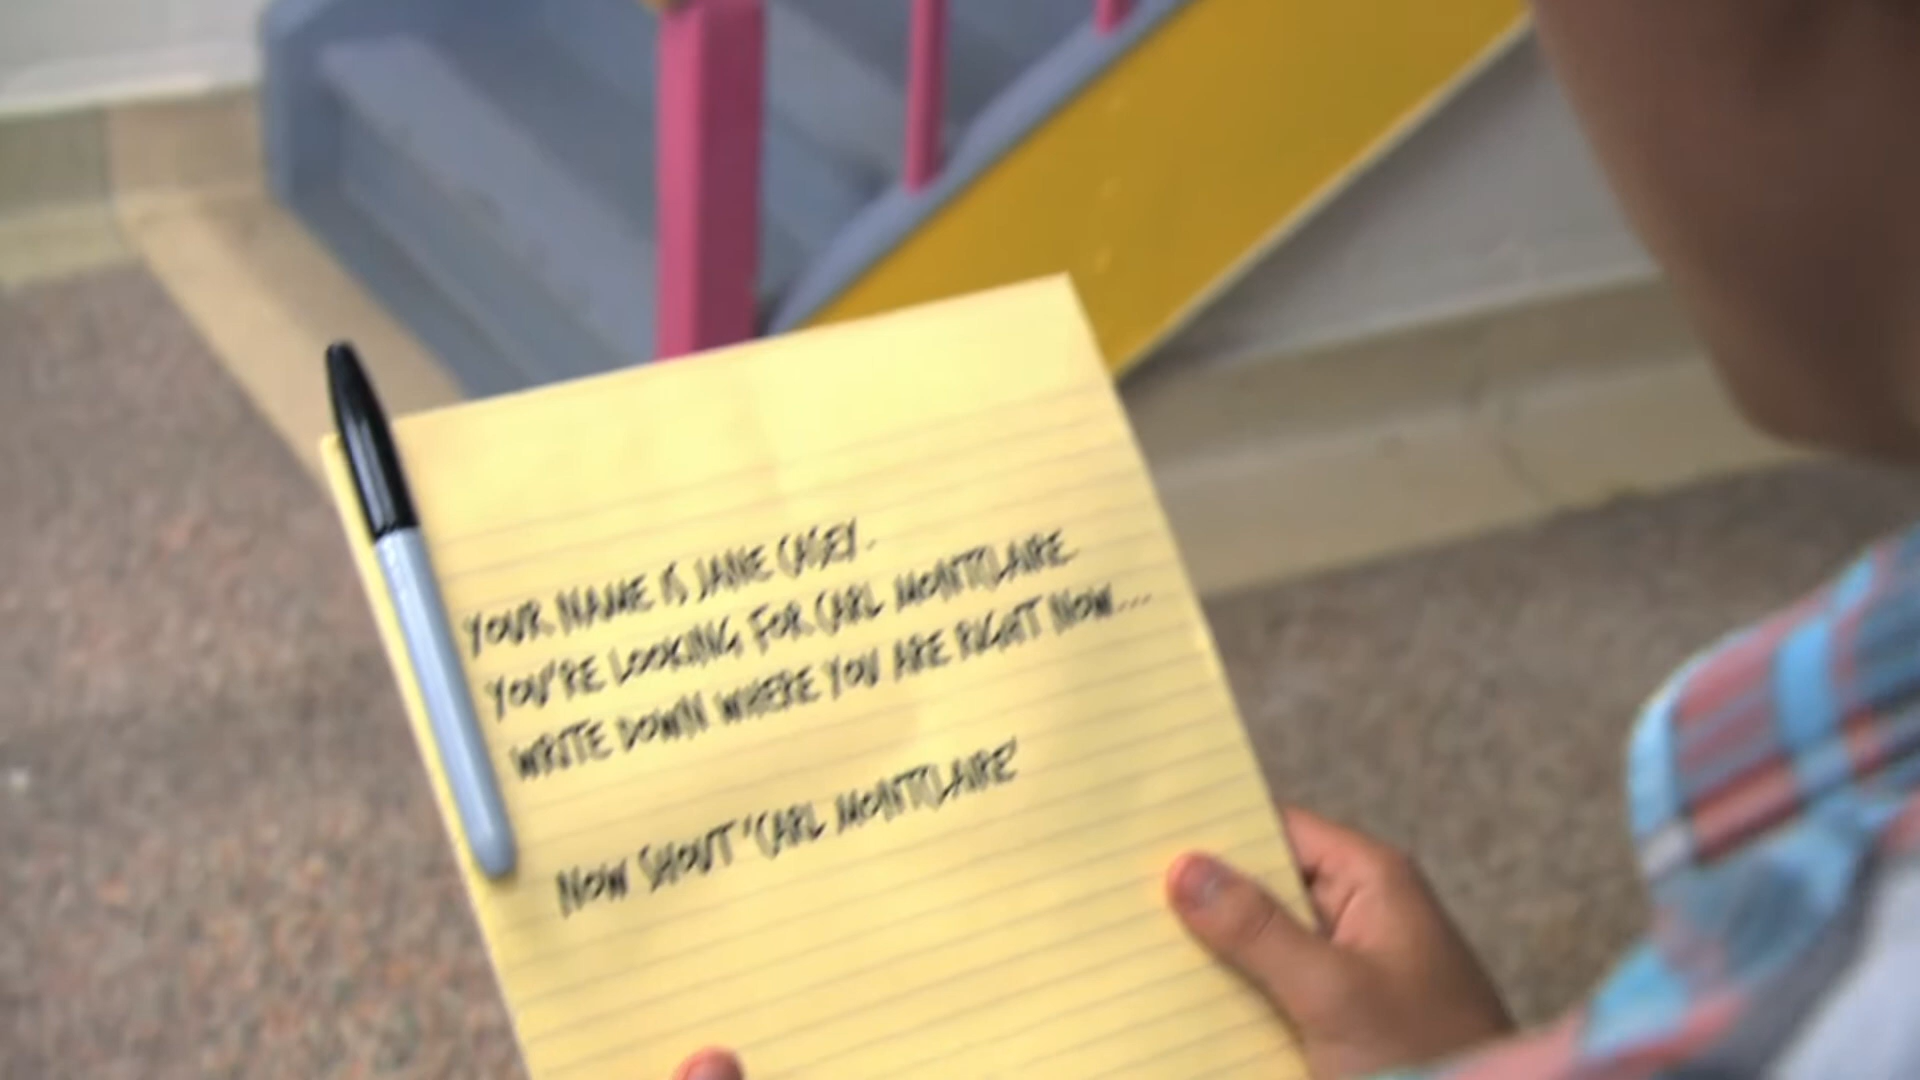 YOUR NAME IS JANE CASEY.
YOU'RE LOOKING FOR CARL MONTCLAIRE
WRITE DOWN WHERE YOU ARE RIGHT NOW...
NOW SHOUT "CARL MONTCLAIRE"